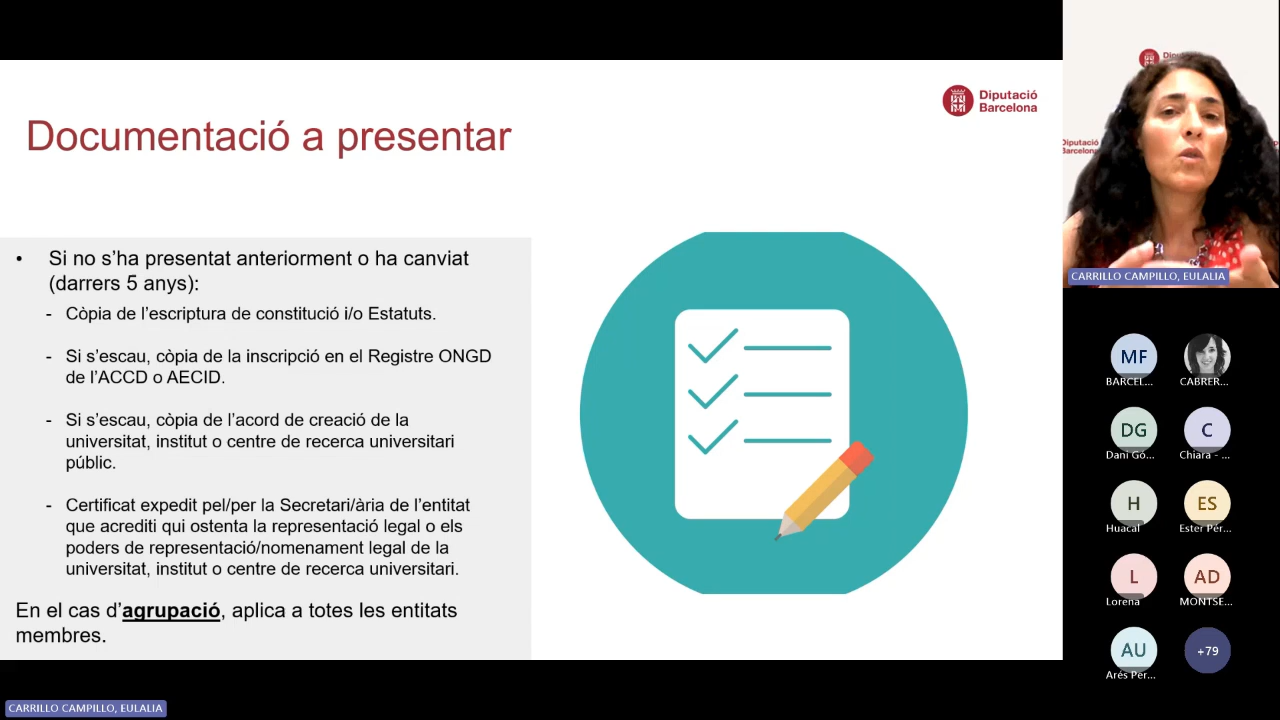 Diputació
Barcelona
Documentació a presentar
• Si no s’ha presentat anteriorment o ha canviat
(darrers 5 anys):
- Còpia de l’escriptura de constitució i/o Estatuts.
- Si s’escau, còpia de la inscripció en el Registre ONGD
de l’ACCD o AECID.
- Si s’escau, còpia de l’acord de creació de la
universitat, institut o centre de recerca universitari
públic.
- Certificat expedit pel/per la Secretari/ària de l’entitat
que acrediti qui ostenta la representació legal o els
poders de representació/nomenament legal de la
universitat, institut o centre de recerca universitari.
En el cas d’agrupació, aplica a totes les entitats
membres.
CARRILLO CAMPILLO, EULALIA
Diputació
Barcelona
CARRILLO CAMPILLO, EULALIA
MF
BARCEL...
CABRER...
DG
Dani Gó...
C
Chiara - ...
H
Huacal
ES
Ester Pér...
L
Lorena
AD
MONTSE...
AU
Arés Per...
+79